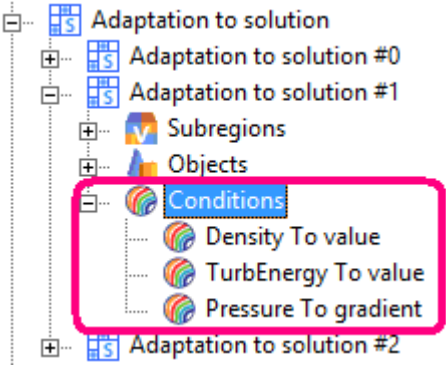 Adaptation to solution
Adaptation to solution #0
Adaptation to solution #1
Subregions
Objects
Conditions
Density To value
TurbEnergy To value
Pressure To gradient
Adaptation to solution #2